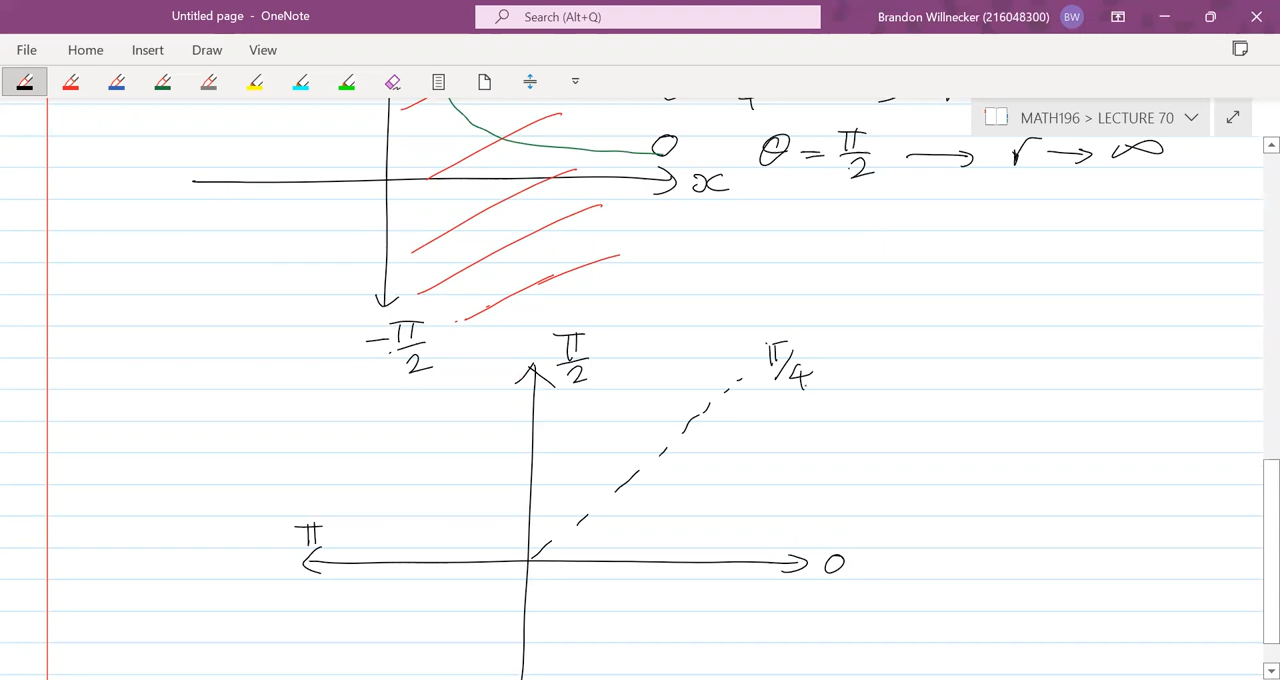 Untitled page - OneNote
Search (Alt+Q)
Brandon Willnecker (216048300)
BW
File
Home
Insert
Draw
View
MATH196 > LECTURE 70
0
θ = π/2 → r → ∞
x
-π/2
π/2
π/4
π
0